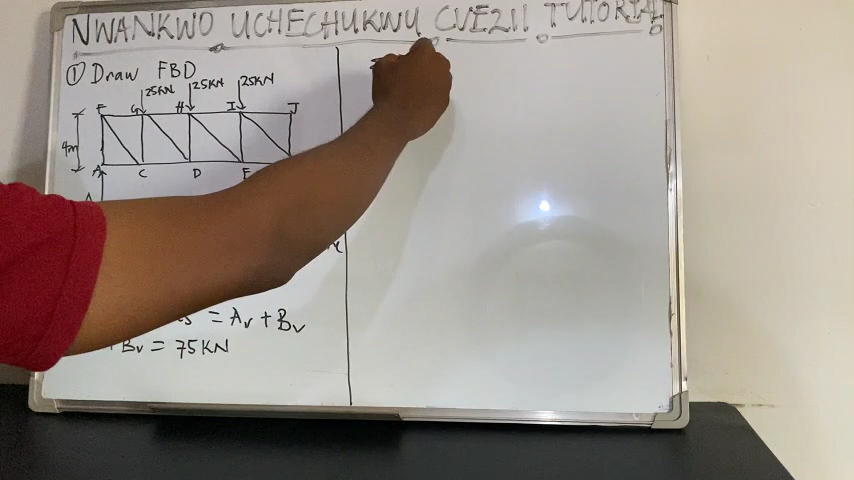 NWANKWO UCHECHUKWU CVE211 TUTORIAL
① Draw FBD
25KN 25KN 25KN
F G H I J
4m
A C D E
= Av + Bv
Bv = 75KN